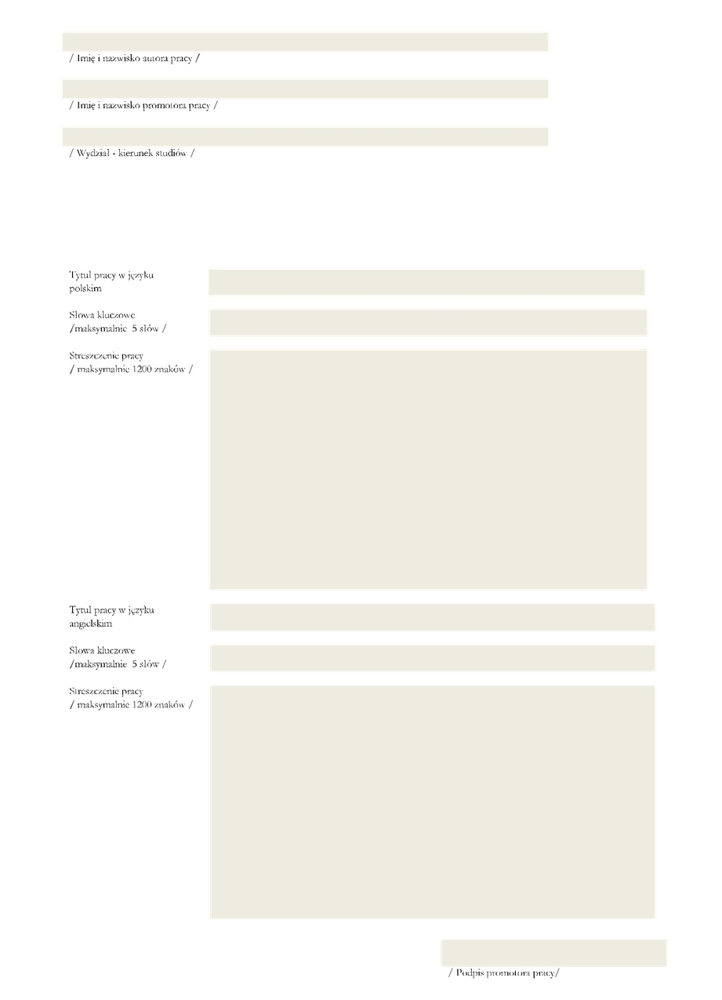 / Imię i nazwisko autora pracy /
/ Imię i nazwisko promotora pracy /
/ Wydział - kierunek studiów /
Tytuł pracy w języku
polskim
Słowa kluczowe
/maksymalnie 5 słów /
Streszczenie pracy
/ maksymalnie 1200 znaków /
Tytuł pracy w języku
angielskim
Słowa kluczowe
/maksymalnie 5 słów /
Streszczenie pracy
/ maksymalnie 1200 znaków /
/ Podpis promotora pracy/